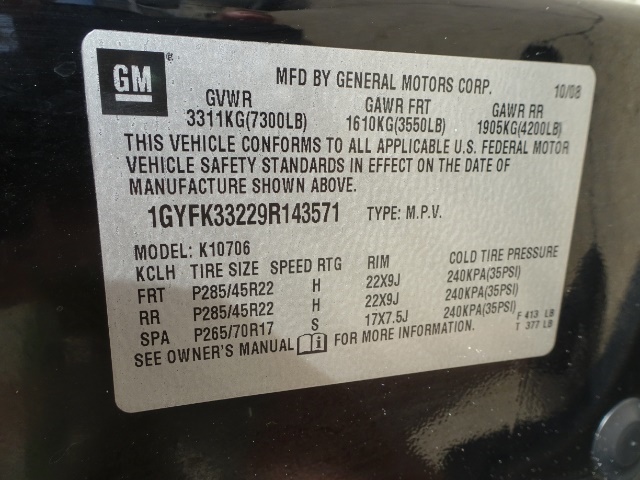 GM
MFD BY GENERAL MOTORS CORP. 10/08
GVWR GAWR FRT GAWR RR
3311KG(7300LB) 1610KG(3550LB) 1905KG(4200LB)
THIS VEHICLE CONFORMS TO ALL APPLICABLE U.S. FEDERAL MOTOR
VEHICLE SAFETY STANDARDS IN EFFECT ON THE DATE OF
MANUFACTURE SHOWN ABOVE.
1GYFK33229R143571 TYPE: M.P.V.
MODEL: K10706
KCLH TIRE SIZE SPEED RTG RIM COLD TIRE PRESSURE
FRT P285/45R22 H 22X9J 240KPA(35PSI)
RR P285/45R22 H 22X9J 240KPA(35PSI)
SPA P265/70R17 S 17X7.5J 240KPA(35PSI)
SEE OWNER'S MANUAL FOR MORE INFORMATION.
F 413 LB
T 377 LB